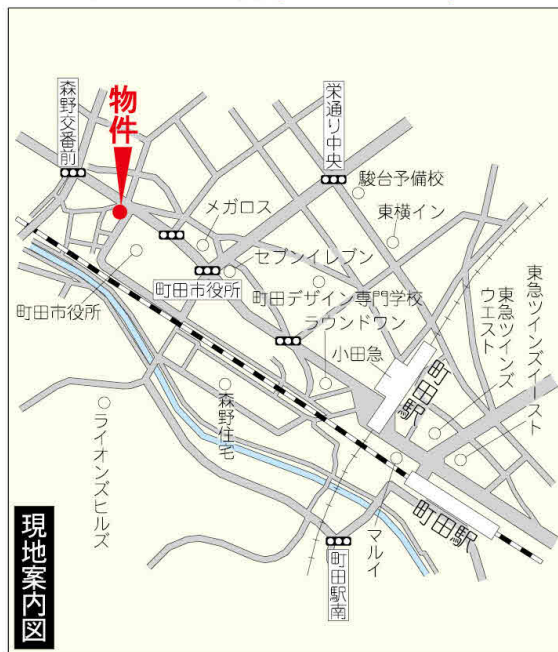 物件
森野交番前
栄通り中央
駿台予備校
メガロス
東横イン
セブンイレブン
町田市役所
町田デザイン専門学校
ラウンドワン
町田市役所
小田急
町田駅
東急ツインズ
ウエスト
東急ツインズイースト
森野住宅
ライオンズヒルズ
マルイ
町田駅
町田駅南
現地案内図